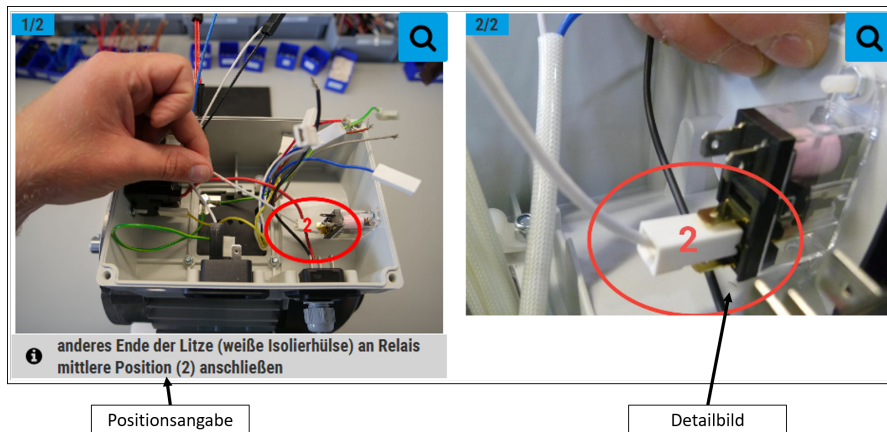 1/2
2
anderes Ende der Litze (weiße Isolierhülse) an Relais
mittlere Position (2) anschließen
2/2
2
Positionsangabe
Detailbild